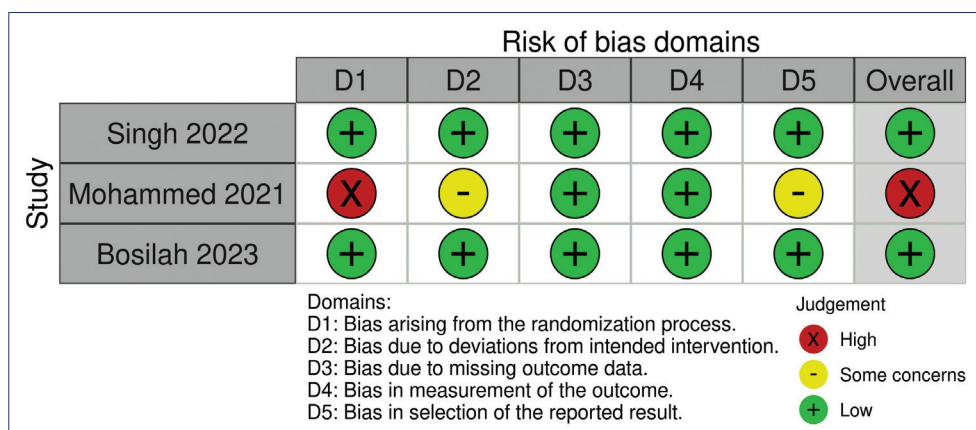 Risk of bias domains
D1 D2 D3 D4 D5 Overall
Study
Singh 2022 + + + + + +
Mohammed 2021 X - + + - X
Bosilah 2023 + + + + + +
Domains:
D1: Bias arising from the randomization process.
D2: Bias due to deviations from intended intervention.
D3: Bias due to missing outcome data.
D4: Bias in measurement of the outcome.
D5: Bias in selection of the reported result.
Judgement
X High
- Some concerns
+ Low